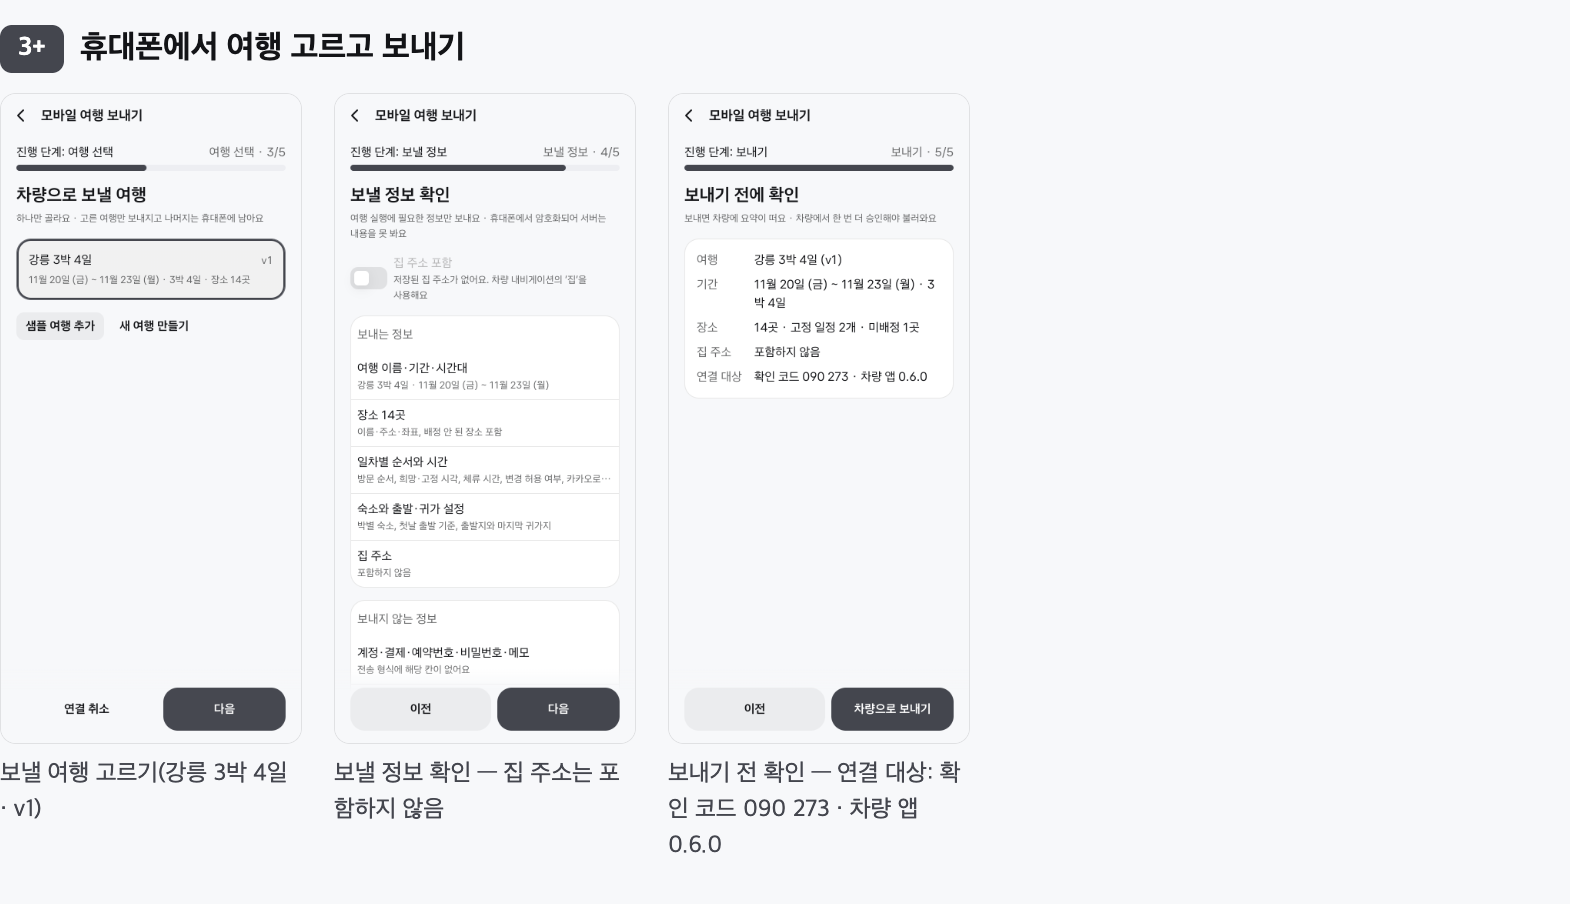 3+ 휴대폰에서 여행 고르고 보내기
모바일 여행 보내기
진행 단계: 여행 선택
여행 선택 · 3/5
차량으로 보낼 여행
하나만 골라요 · 고른 여행만 보내지고 나머지는 휴대폰에 남아요
강릉 3박 4일
v1
11월 20일 (금) ~ 11월 23일 (월) · 3박 4일 · 장소 14곳
샘플 여행 추가
새 여행 만들기
연결 취소
다음
보낼 여행 고르기(강릉 3박 4일
· v1)
모바일 여행 보내기
진행 단계: 보낼 정보
보낼 정보 · 4/5
보낼 정보 확인
여행 실행에 필요한 정보만 보내요 · 휴대폰에서 암호화되어 서버는
내용을 못 봐요
집 주소 포함
저장된 집 주소가 없어요. 차량 내비게이션의 ‘집’을
사용해요
보내는 정보
여행 이름·기간·시간대
강릉 3박 4일 · 11월 20일 (금) ~ 11월 23일 (월)
장소 14곳
이름·주소·좌표, 배정 안 된 장소 포함
일차별 순서와 시간
방문 순서, 희망·고정 시각, 체류 시간, 변경 허용 여부, 카카오로…
숙소와 출발·귀가 설정
박별 숙소, 첫날 출발 기준, 출발지와 마지막 귀가지
집 주소
포함하지 않음
보내지 않는 정보
계정·결제·예약번호·비밀번호·메모
전송 형식에 해당 칸이 없어요
이전
다음
보낼 정보 확인 — 집 주소는 포
함하지 않음
모바일 여행 보내기
진행 단계: 보내기
보내기 · 5/5
보내기 전에 확인
보내면 차량에 요약이 떠요 · 차량에서 한 번 더 승인해야 불러와요
여행
강릉 3박 4일 (v1)
기간
11월 20일 (금) ~ 11월 23일 (월) · 3
박 4일
장소
14곳 · 고정 일정 2개 · 미배정 1곳
집 주소
포함하지 않음
연결 대상
확인 코드 090 273 · 차량 앱 0.6.0
이전
차량으로 보내기
보내기 전 확인 — 연결 대상: 확
인 코드 090 273 · 차량 앱
0.6.0